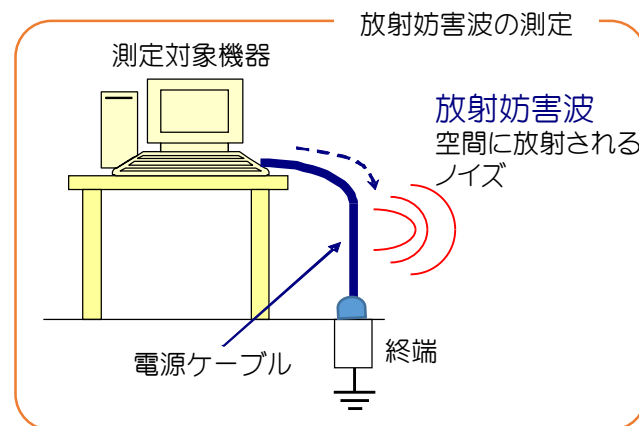 放射妨害波の測定
測定対象機器
放射妨害波
空間に放射される
ノイズ
電源ケーブル
終端